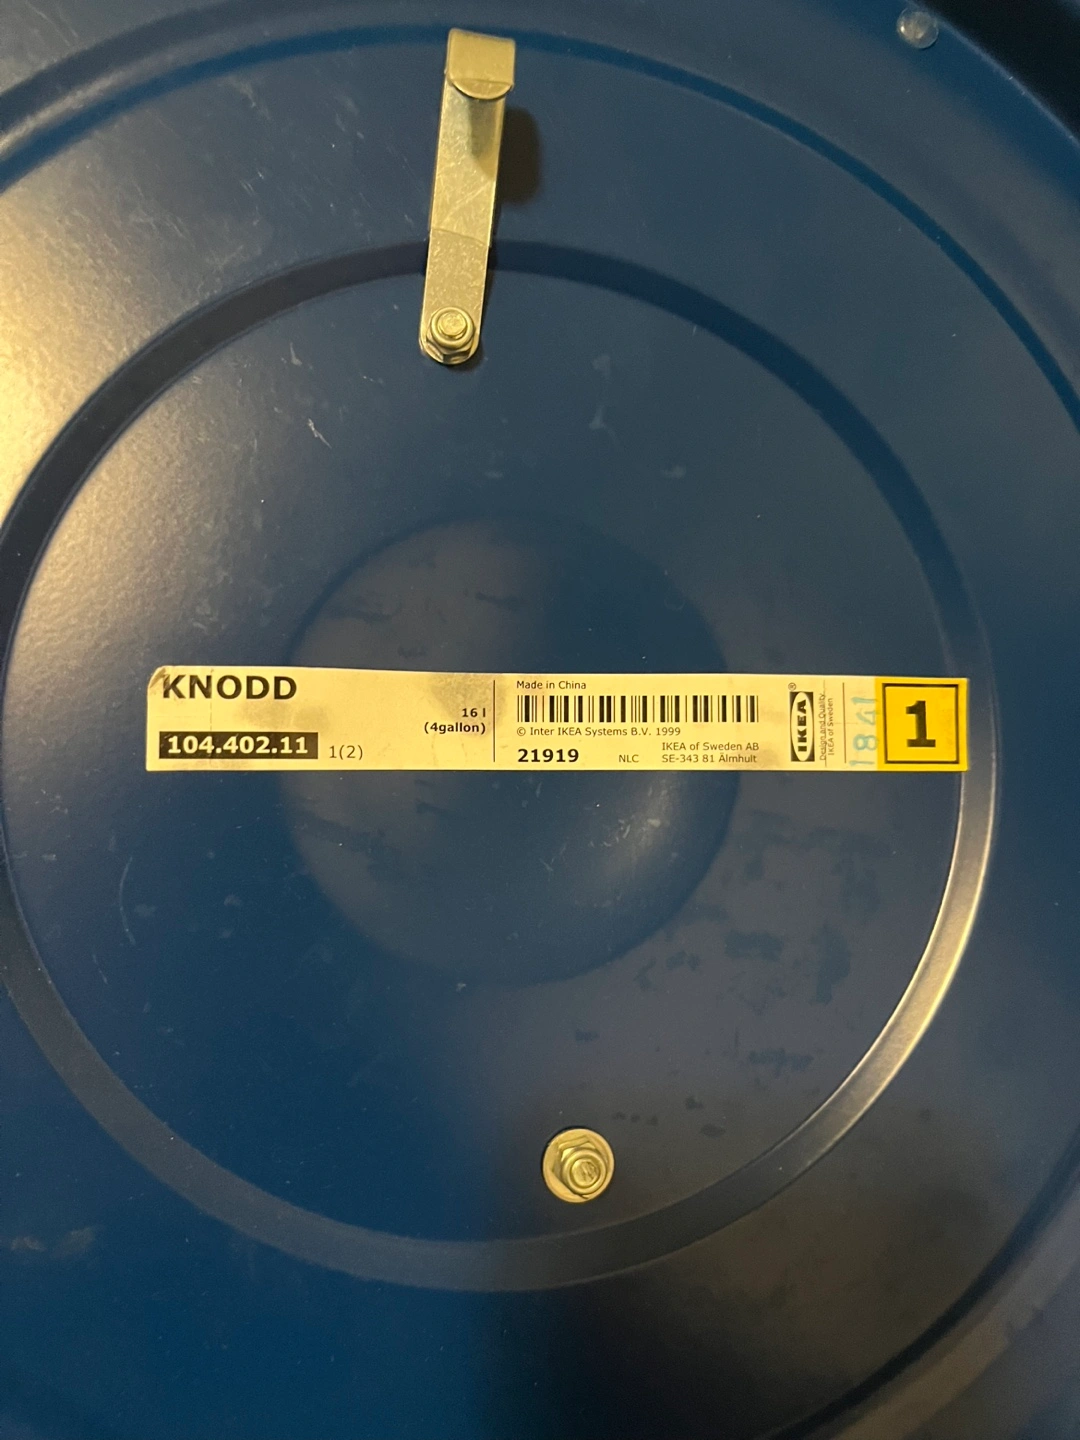 KNODD
16 l
(4gallon)
104.402.11 1(2)
Made in China
© Inter IKEA Systems B.V. 1999
21919 NLC
IKEA of Sweden AB
SE-343 81 Älmhult
IKEA
®
Design and Quality
IKEA of Sweden
1841
1